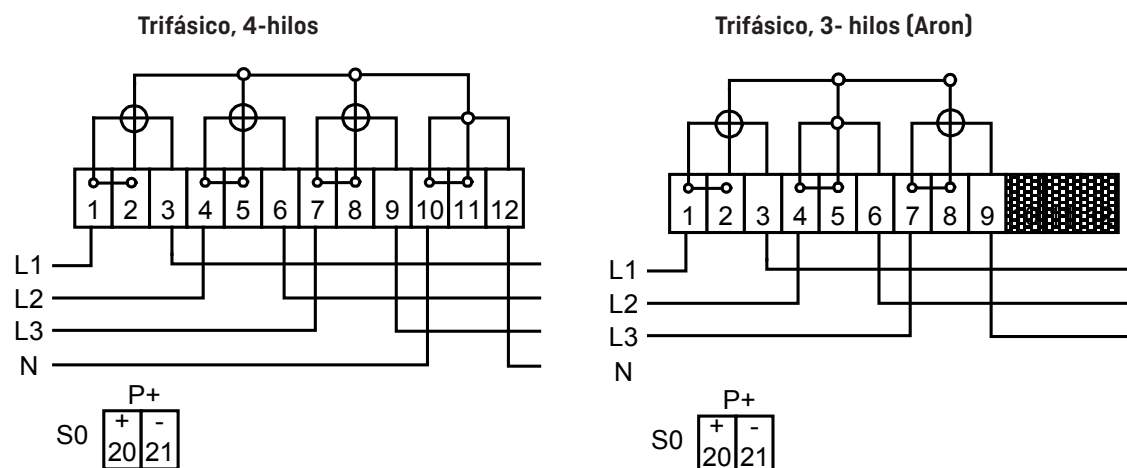 Trifásico, 4-hilos
1 2 3 4 5 6 7 8 9 10 11 12
L1
L2
L3
N
P+
S0 + -
20 21
Trifásico, 3- hilos (Aron)
1 2 3 4 5 6 7 8 9
L1
L2
L3
N
P+
S0 + -
20 21